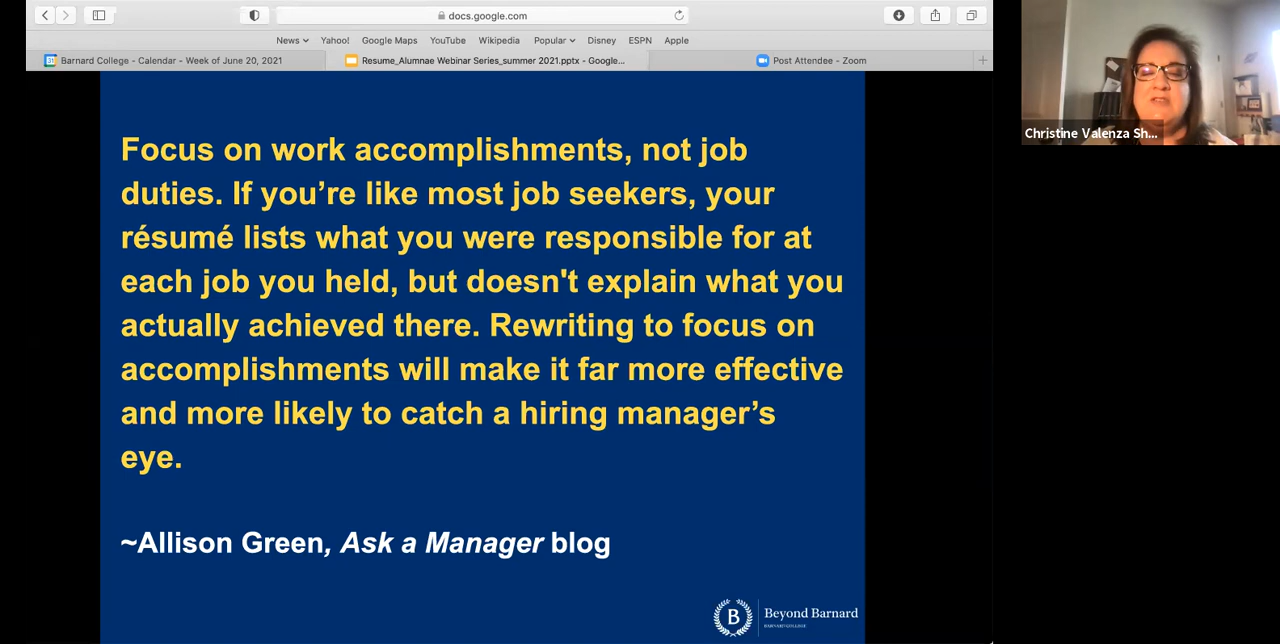 docs.google.com
News
Yahoo!
Google Maps
YouTube
Wikipedia
Popular
Disney
ESPN
Apple
Barnard College - Calendar - Week of June 20, 2021
Resume_Alumnae Webinar Series_summer 2021.pptx - Google...
Post Attendee - Zoom
Christine Valenza Sh...
Focus on work accomplishments, not job
duties. If you’re like most job seekers, your
résumé lists what you were responsible for at
each job you held, but doesn't explain what you
actually achieved there. Rewriting to focus on
accomplishments will make it far more effective
and more likely to catch a hiring manager’s
eye.
~Allison Green, Ask a Manager blog
B
Beyond Barnard
BARNARD COLLEGE